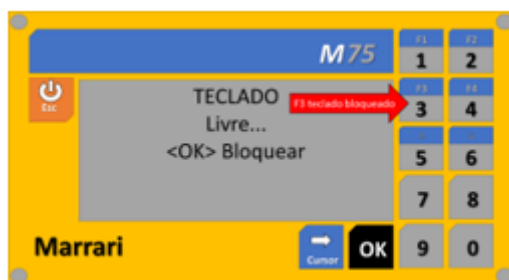 M75
F1
1
F2
2
Esc
TECLADO
Livre...
<OK> Bloquear
F3 teclado bloqueado
F3
3
F4
4
5
6
7
8
Marrari
Cursor
OK
9
0